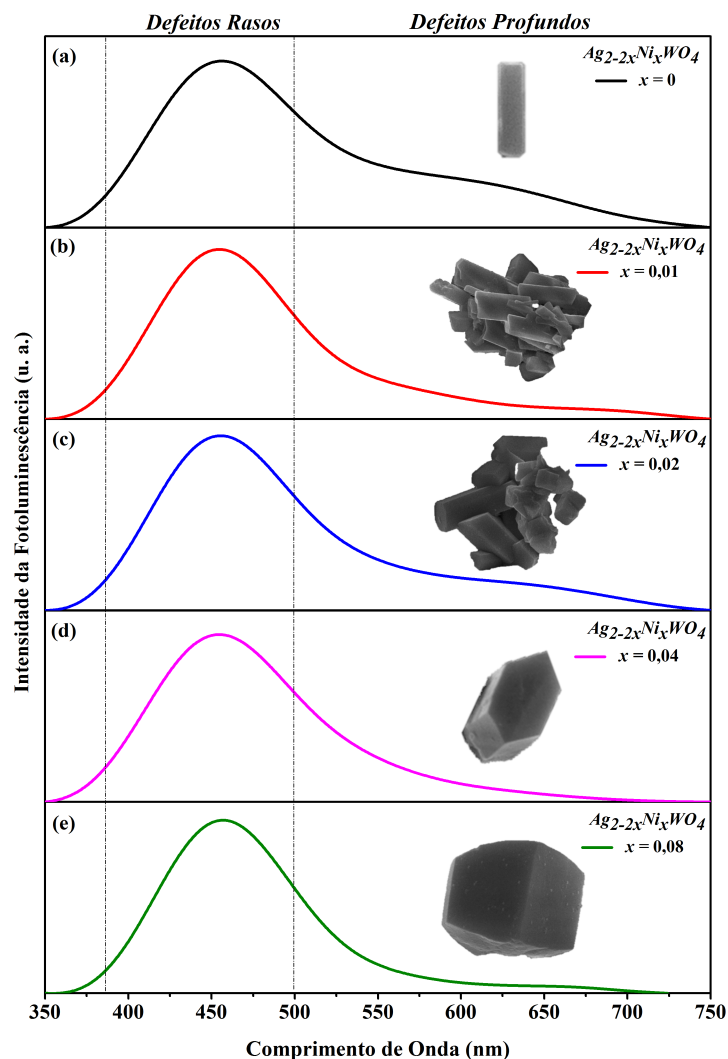 Defeitos Rasos
Defeitos Profundos
(a)
Ag2-2xNixWO4
x = 0
(b)
Ag2-2xNixWO4
x = 0,01
(c)
Ag2-2xNixWO4
x = 0,02
(d)
Ag2-2xNixWO4
x = 0,04
(e)
Ag2-2xNixWO4
x = 0,08
Intensidade da Fotoluminescência (u. a.)
350 400 450 500 550 600 650 700 750
Comprimento de Onda (nm)